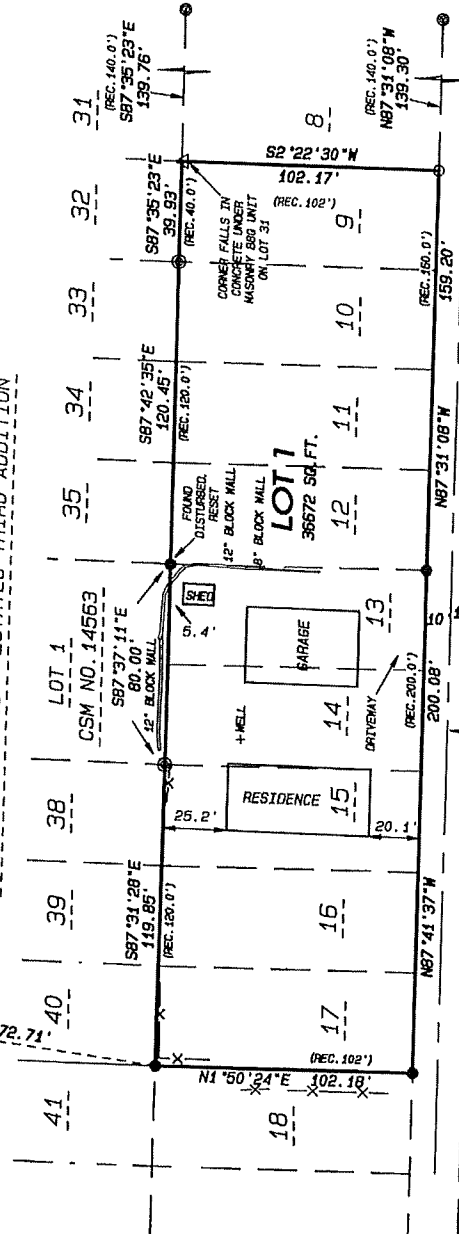 S87°35'23"E
139.76'
(REC.140.0')
N87°31'08"W
139.30'
(REC.140.0')
31
8
S2°22'30"W
102.17'
(REC.102')
S87°35'23"E
39.93'
(REC.40.0')
32
CORNER FALLS IN
CONCRETE UNDER
MASONRY BBQ UNIT
ON LOT 31
9
(REC.160.0')
159.20'
N87°31'08"W
33
10
S87°42'35"E
120.45'
(REC.120.0')
34
11
LOT 1
36672 SQ.FT.
35
FOUND
DISTURBED,
RESET
12" BLOCK WALL
8" BLOCK WALL
12
THIRD ADDITION
LOT 1
CSM NO.14563
S87°37'11"E
80.00'
12" BLOCK WALL
SHED
5.4'
GARAGE
13
10'
+WELL
14
DRIVEWAY
(REC.200.0')
200.08'
N87°41'37"W
38
25.2'
RESIDENCE
15
20.1'
39
S87°31'28"E
119.85'
(REC.120.0')
16
40
17
72.71'
(REC.102')
N1°50'24"E 102.18'
41
18